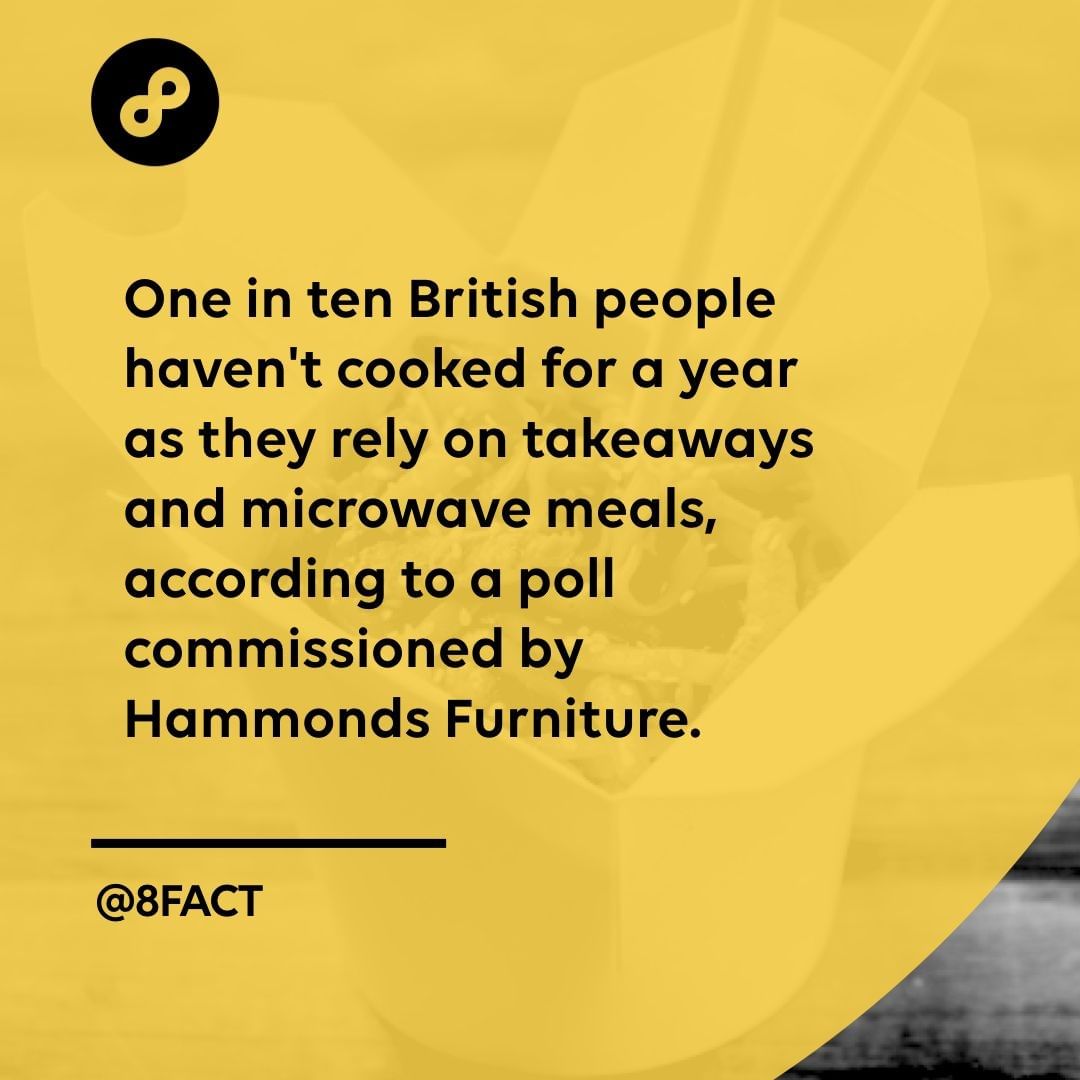 One in ten British people
haven't cooked for a year
as they rely on takeaways
and microwave meals,
according to a poll
commissioned by
Hammonds Furniture.
@8FACT